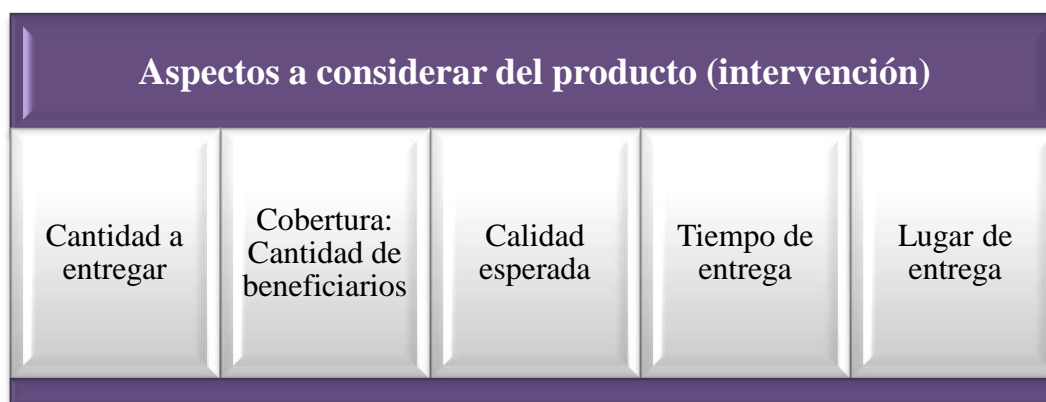 Aspectos a considerar del producto (intervención)
Cantidad a
entregar
Cobertura:
Cantidad de
beneficiarios
Calidad
esperada
Tiempo de
entrega
Lugar de
entrega